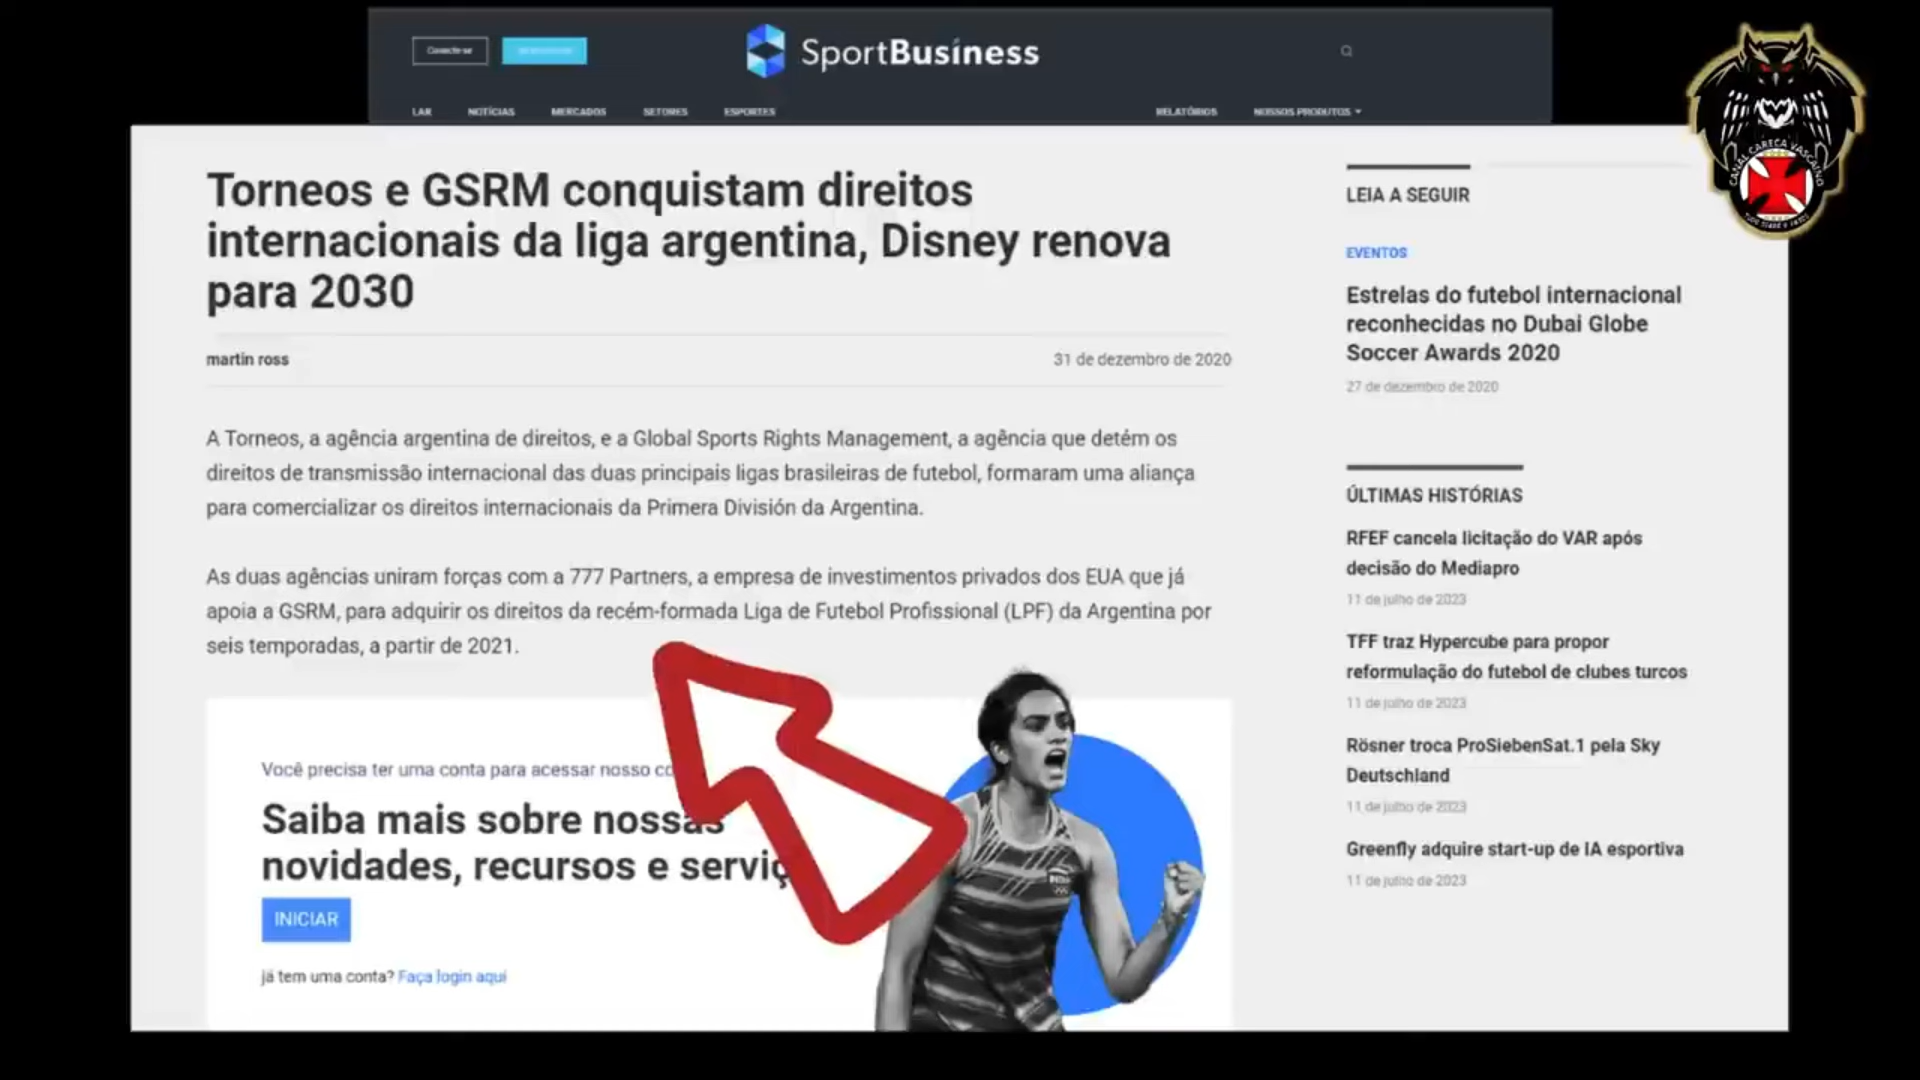 Conecte-se
SportBusiness
LAR NOTÍCIAS MERCADOS SETORES ESPORTES RELATÓRIOS NOSSOS PRODUTOS
Torneos e GSRM conquistam direitos
internacionais da liga argentina, Disney renova
para 2030
martin ross
31 de dezembro de 2020
A Torneos, a agência argentina de direitos, e a Global Sports Rights Management, a agência que detém os
direitos de transmissão internacional das duas principais ligas brasileiras de futebol, formaram uma aliança
para comercializar os direitos internacionais da Primera División da Argentina.
As duas agências uniram forças com a 777 Partners, a empresa de investimentos privados dos EUA que já
apoia a GSRM, para adquirir os direitos da recém-formada Liga de Futebol Profissional (LPF) da Argentina por
seis temporadas, a partir de 2021.
Você precisa ter uma conta para acessar nosso co
Saiba mais sobre nossas
novidades, recursos e serviç
INICIAR
já tem uma conta? Faça login aqui
LEIA A SEGUIR
EVENTOS
Estrelas do futebol internacional
reconhecidas no Dubai Globe
Soccer Awards 2020
27 de dezembro de 2020
ÚLTIMAS HISTÓRIAS
RFEF cancela licitação do VAR após
decisão do Mediapro
11 de julho de 2023
TFF traz Hypercube para propor
reformulação do futebol de clubes turcos
11 de julho de 2023
Rösner troca ProSiebenSat.1 pela Sky
Deutschland
11 de julho de 2023
Greenfly adquire start-up de IA esportiva
11 de julho de 2023
CANAL CARECA VASCAÍNO